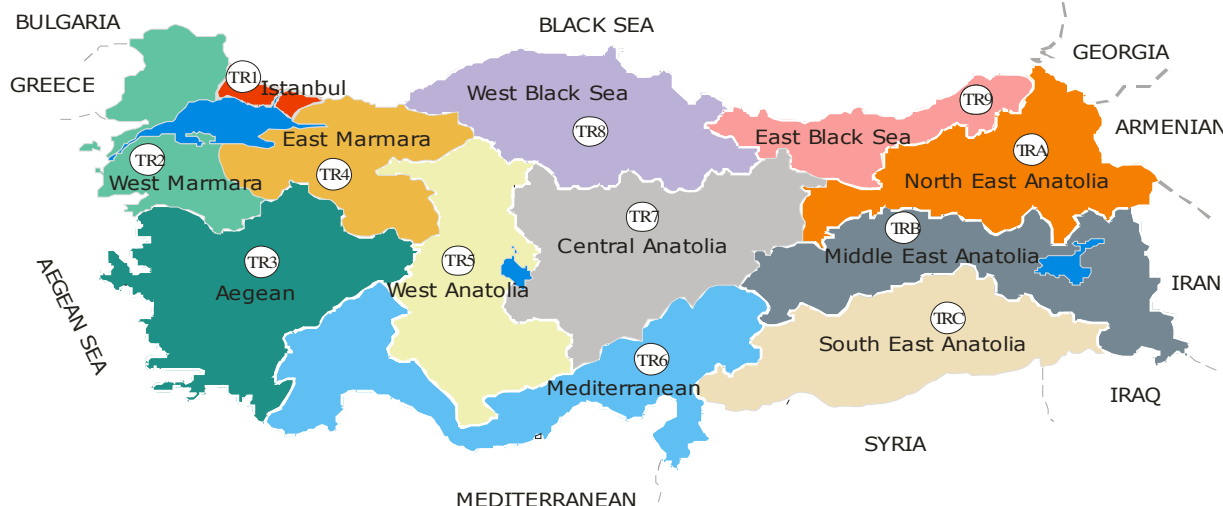 BULGARIA
BLACK SEA
GEORGIA
GREECE
TR1
Istanbul
West Black Sea
TR9
ARMENIAN
TR8
East Marmara
East Black Sea
TR2
TRA
West Marmara
TR4
North East Anatolia
TR7
TRB
Central Anatolia
Middle East Anatolia
AEGEAN SEA
TR3
TR5
Aegean
West Anatolia
IRAN
TRC
South East Anatolia
TR6
Mediterranean
IRAQ
SYRIA
MEDITERRANEAN